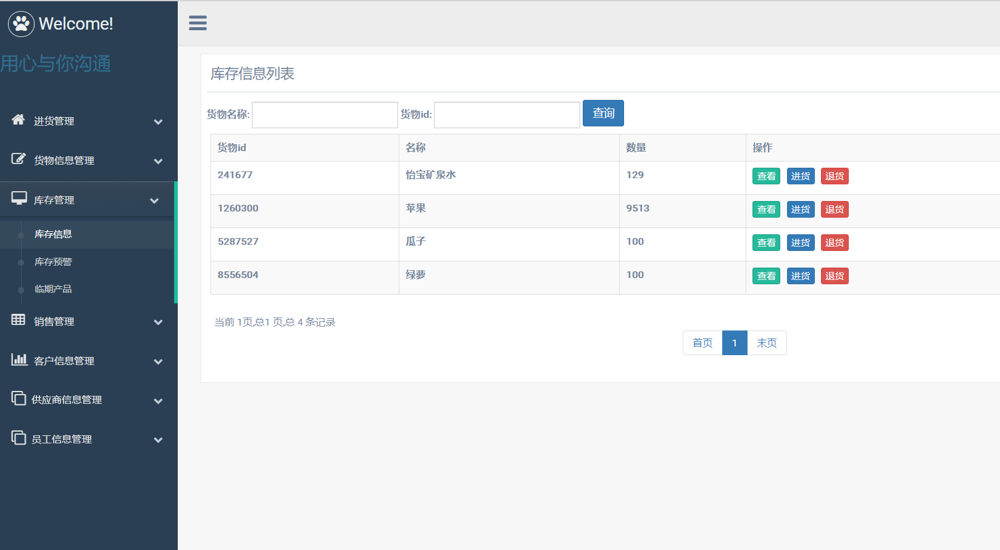 Welcome!
用心与你沟通
进货管理
货物信息管理
库存管理
库存信息
库存预警
临期产品
销售管理
客户信息管理
供应商信息管理
员工信息管理
库存信息列表
货物名称: 货物id: 查询
货物id 名称 数量 操作
241677 怡宝矿泉水 129 查看 进货 退货
1260300 苹果 9513 查看 进货 退货
5287527 瓜子 100 查看 进货 退货
8556504 绿萝 100 查看 进货 退货
当前 1页,总1 页,总 4 条记录
首页 1 末页